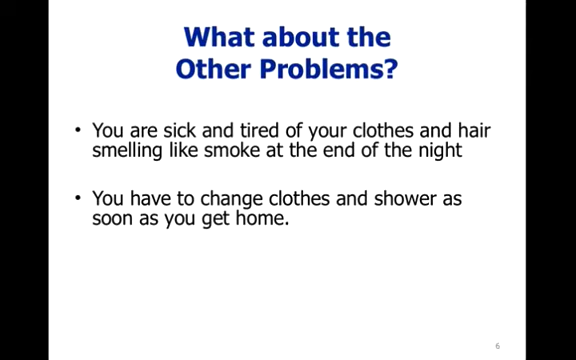 What about the
Other Problems?
• You are sick and tired of your clothes and hair
smelling like smoke at the end of the night
• You have to change clothes and shower as
soon as you get home.
6